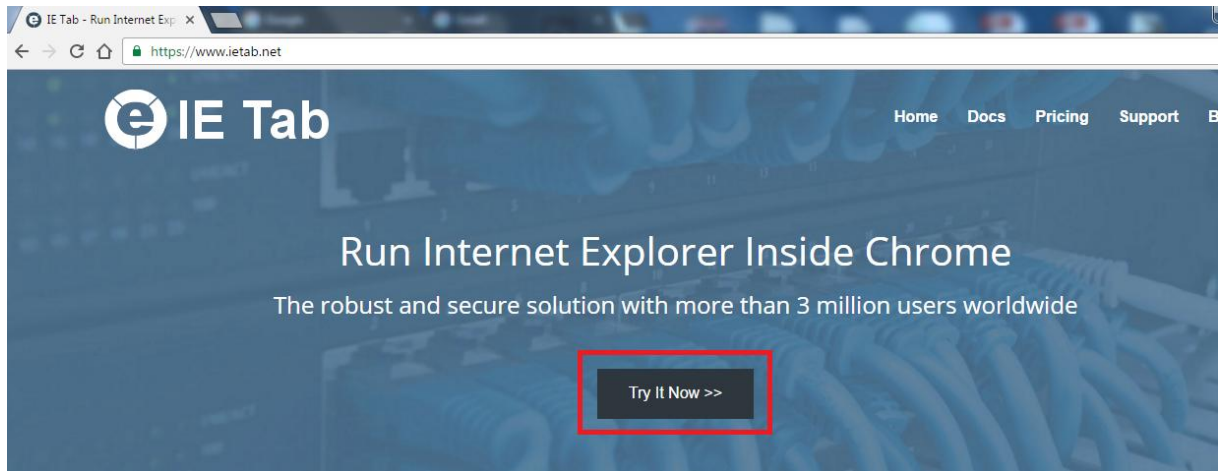 IE Tab - Run Internet Exp
https://www.ietab.net
e IE Tab
Home Docs Pricing Support B
Run Internet Explorer Inside Chrome
The robust and secure solution with more than 3 million users worldwide
Try It Now >>